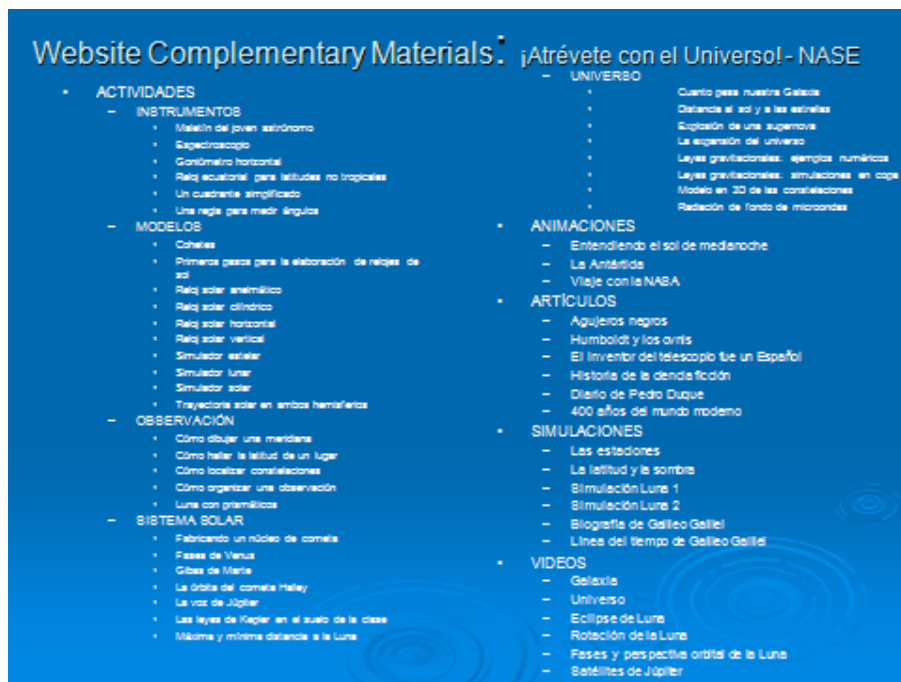 Website Complementary Materials: ¡Atrévete con el Universo! - NASE
• ACTIVIDADES
– INSTRUMENTOS
• Maletín del joven astrónomo
• Espectroscopio
• Goniómetro horizontal
• Reloj ecuatorial para latitudes no tropicales
• Un cuadrante simplificado
• Una regla para medir ángulos
– MODELOS
• Cohetes
• Primeros pasos para la elaboración de relojes de
sol
• Reloj solar analmático
• Reloj solar cilíndrico
• Reloj solar horizontal
• Reloj solar vertical
• Simulador estelar
• Simulador lunar
• Simulador solar
• Trayectoria solar en ambos hemisferios
– OBSERVACIÓN
• Cómo dibujar una meridiana
• Cómo hallar la latitud de un lugar
• Cómo localizar constelaciones
• Cómo organizar una observación
• Luna con prismáticos
– SISTEMA SOLAR
• Fabricando un núcleo de cometa
• Fases de Venus
• Gibas de Marte
• La órbita del cometa Halley
• La voz de Júpiter
• Las leyes de Kepler en el suelo de la clase
• Máxima y mínima distancia a la Luna
– UNIVERSO
• Cuanto pesa nuestra Galaxia
• Distancia al sol y a las estrellas
• Explosión de una supernova
• La expansión del universo
• Leyes gravitacionales: ejemplos numéricos
• Leyes gravitacionales: simulaciones en
• Modelo en 3D de las constelaciones
• Radiación de fondo de microondas
• ANIMACIONES
– Entendiendo el sol de medianoche
– La Antártida
– Viaje con la NASA
• ARTÍCULOS
– Agujeros negros
– Humboldt y los ovnis
– El inventor del telescopio fue un Español
– Historia de la ciencia ficción
– Diario de Pedro Duque
– 400 años del mundo moderno
• SIMULACIONES
– Las estaciones
– La latitud y la sombra
– Simulación Luna 1
– Simulación Luna 2
– Biografía de Galileo Galilei
– Línea del tiempo de Galileo Galilei
• VIDEOS
– Galaxia
– Universo
– Eclipse de Luna
– Rotación de la Luna
– Fases y perspectiva orbital de la Luna
– Satélites de Júpiter